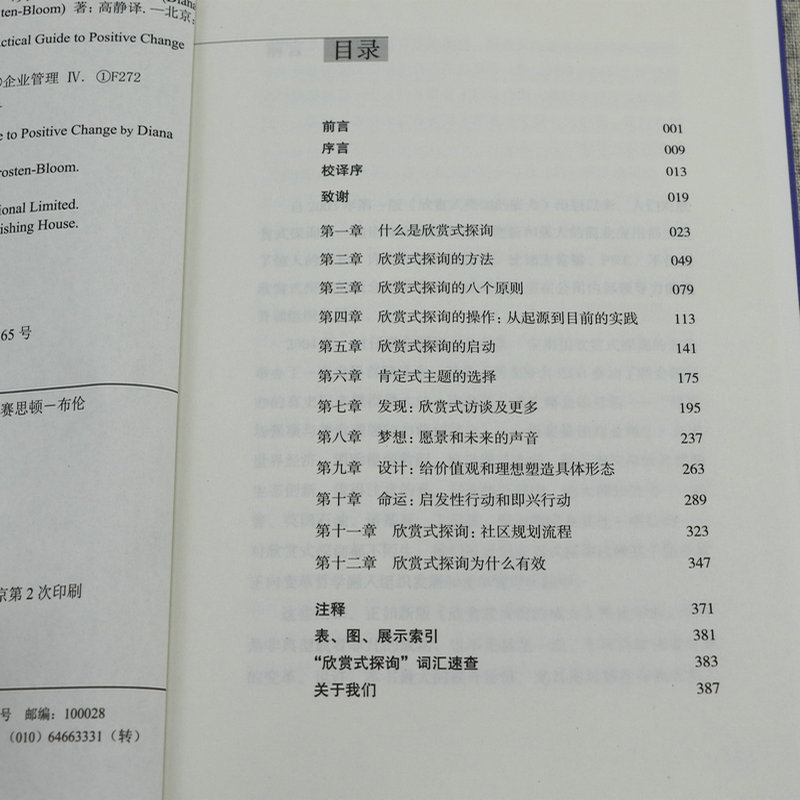 sten-Bloom) 著; 高静译. —北京:
ctical Guide to Positive Change
企业管理 Ⅳ. ①F272
e to Positive Change by Diana
rosten-Bloom.
ional Limited.
ishing House.
65 号
赛思顿－布伦
京第 2 次印刷
号 邮编: 100028
(010) 64663331 (转)
目录
前言 001
序言 009
校译序 013
致谢 019
第一章 什么是欣赏式探询 023
第二章 欣赏式探询的方法 049
第三章 欣赏式探询的八个原则 079
第四章 欣赏式探询的操作: 从起源到目前的实践 113
第五章 欣赏式探询的启动 141
第六章 肯定式主题的选择 175
第七章 发现: 欣赏式访谈及更多 195
第八章 梦想: 愿景和未来的声音 237
第九章 设计: 给价值观和理想塑造具体形态 263
第十章 命运: 启发性行动和即兴行动 289
第十一章 欣赏式探询: 社区规划流程 323
第十二章 欣赏式探询为什么有效 347
注释 371
表、图、展示索引 381
“欣赏式探询” 词汇速查 383
关于我们 387